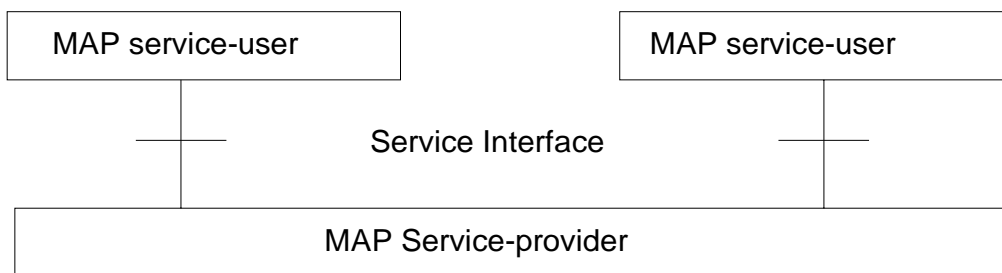 MAP service-user
MAP service-user
Service Interface
MAP Service-provider